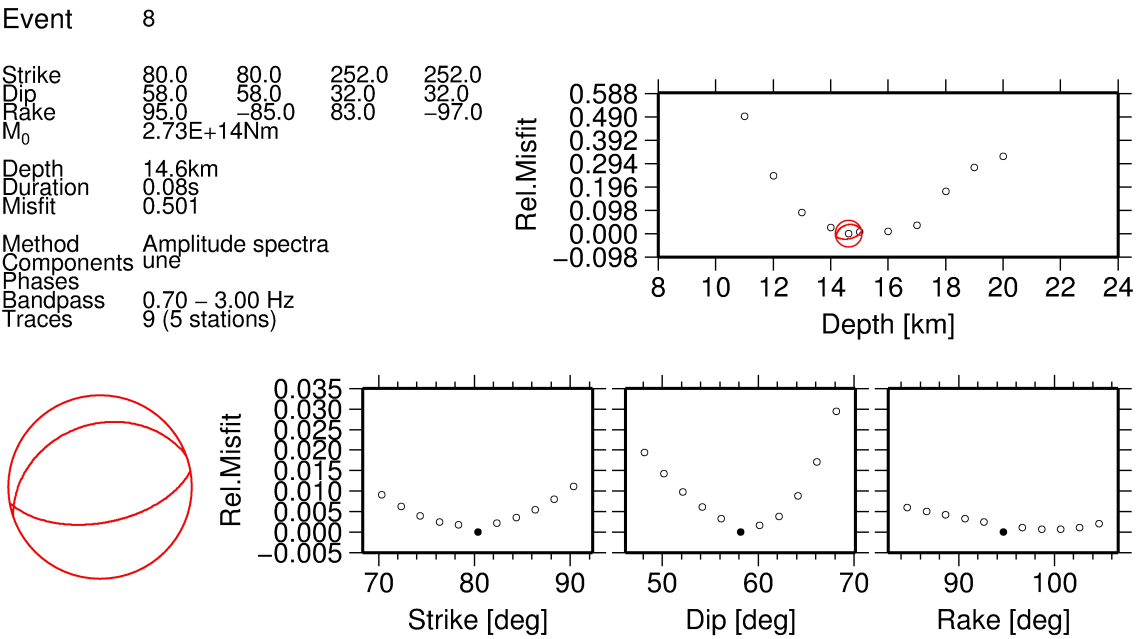 Event 8
Strike 80.0 80.0 252.0 252.0
Dip 58.0 58.0 32.0 32.0
Rake 95.0 −85.0 83.0 −97.0
M0 2.73E+14Nm
Depth 14.6km
Duration 0.08s
Misfit 0.501
Method Amplitude spectra
Components une
Phases
Bandpass 0.70 − 3.00 Hz
Traces 9 (5 stations)
Rel.Misfit
0.588
0.490
0.392
0.294
0.196
0.098
0.000
−0.098
8 10 12 14 16 18 20 22 24
Depth [km]
Rel.Misfit
0.035
0.030
0.025
0.020
0.015
0.010
0.005
0.000
−0.005
70 80 90 50 60 70 90 100
Strike [deg] Dip [deg] Rake [deg]